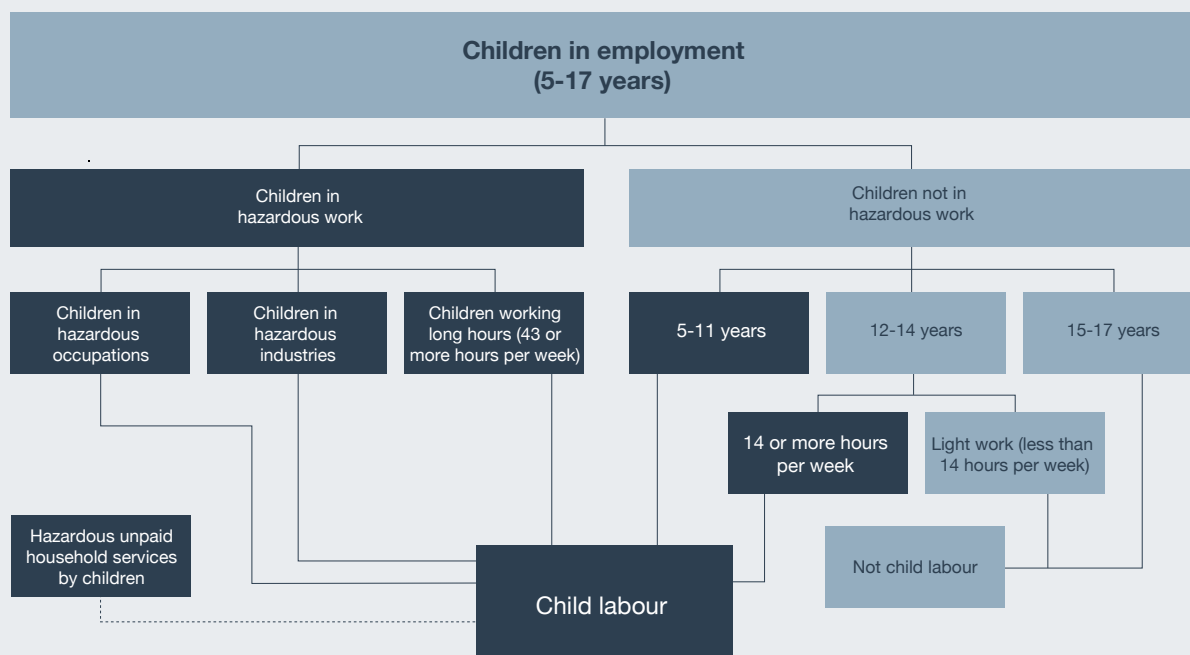 Children in employment
(5-17 years)
Children in
hazardous work
Children not in
hazardous work
Children in
hazardous
occupations
Children in
hazardous
industries
Children working
long hours (43 or
more hours per week)
5-11 years
12-14 years
15-17 years
14 or more hours
per week
Light work (less than
14 hours per week)
Hazardous unpaid
household services
by children
Not child labour
Child labour